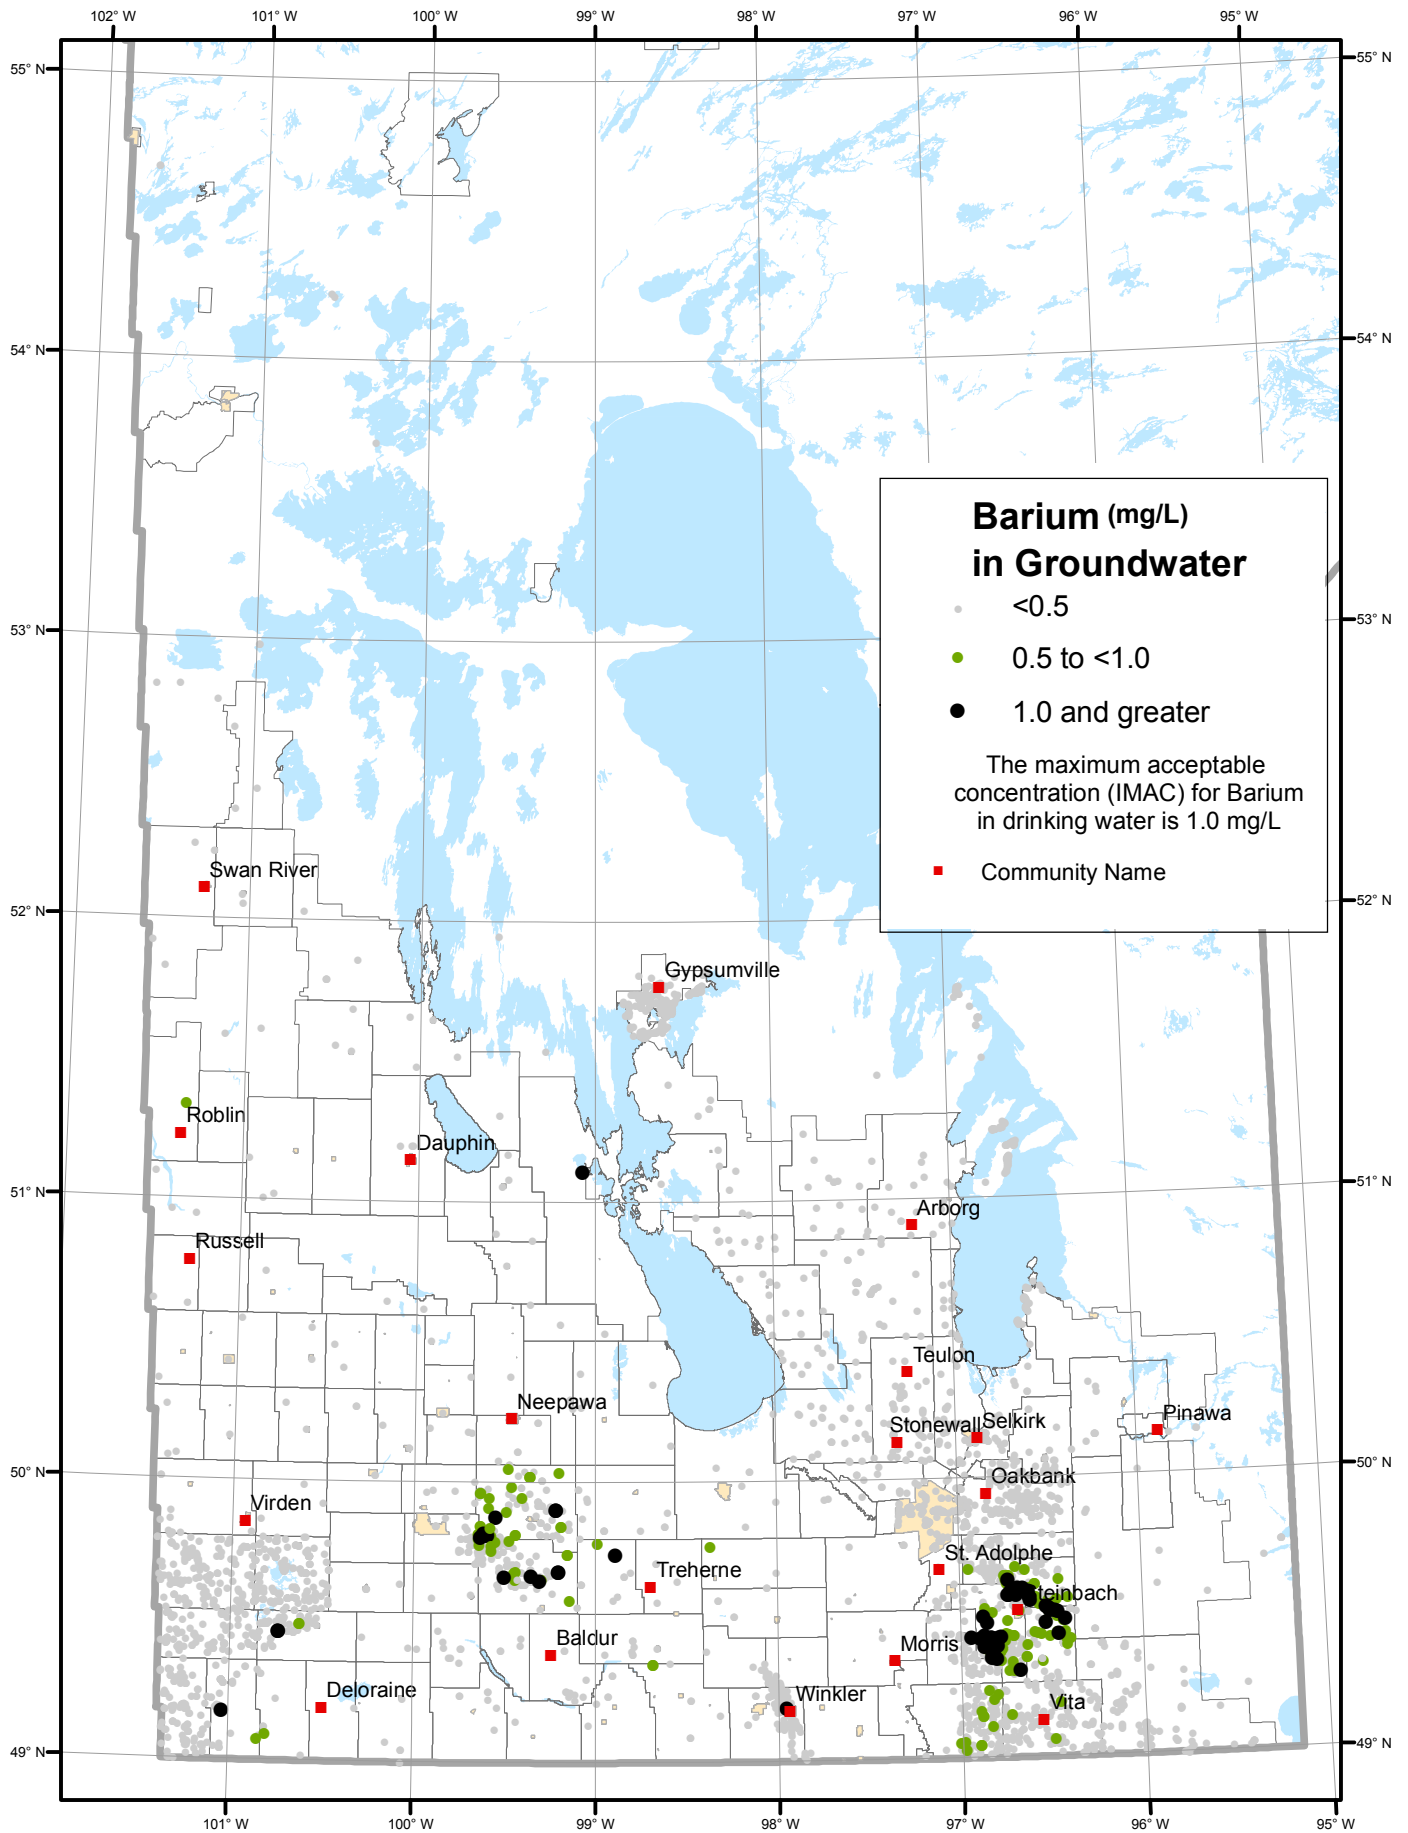 102° W
101° W
100° W
99° W
98° W
97° W
96° W
95° W
55° N
55° N
54° N
54° N
Barium (mg/L)
in Groundwater
<0.5
0.5 to <1.0
1.0 and greater
The maximum acceptable
concentration (IMAC) for Barium
in drinking water is 1.0 mg/L
Community Name
53° N
53° N
Swan River
52° N
52° N
Gypsumville
Roblin
Dauphin
51° N
51° N
Arborg
Russell
Teulon
Neepawa
Stonewall
Selkirk
Pinawa
50° N
50° N
Oakbank
Virden
St. Adolphe
Treherne
teinbach
Baldur
Morris
Deloraine
Winkler
Vita
49° N
49° N
101° W
100° W
99° W
98° W
97° W
96° W
95° W